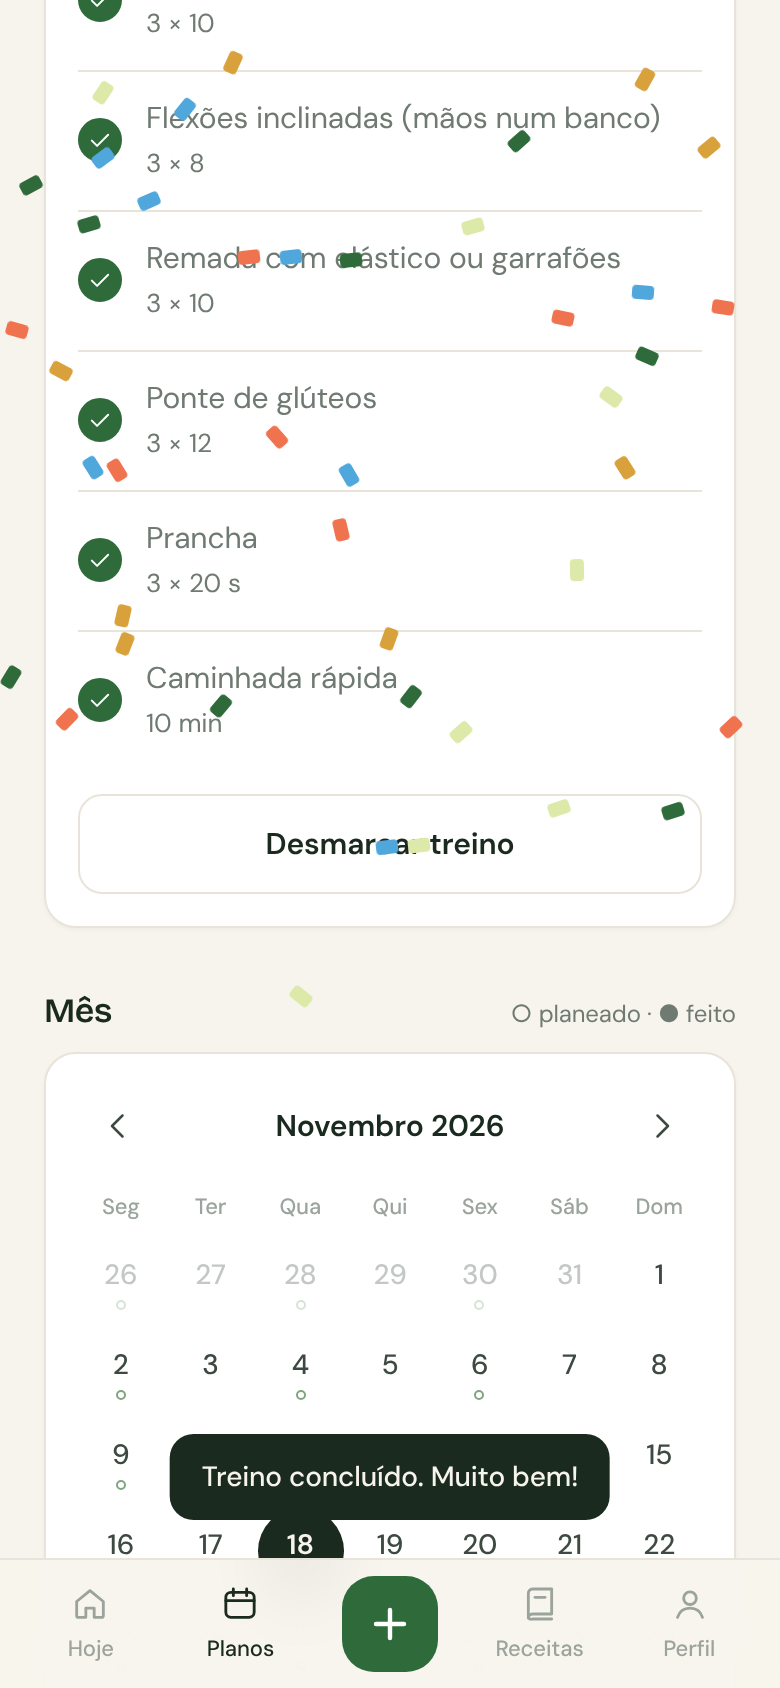 3 × 10
Flexões inclinadas (mãos num banco)
3 × 8
Remada com elástico ou garrafões
3 × 10
Ponte de glúteos
3 × 12
Prancha
3 × 20 s
Caminhada rápida
10 min
Desmarcar treino
Mês
planeado · feito
Novembro 2026
Seg Ter Qua Qui Sex Sáb Dom
26 27 28 29 30 31 1
2 3 4 5 6 7 8
9 15
Treino concluído. Muito bem!
16 17 18 19 20 21 22
Hoje Planos Receitas Perfil